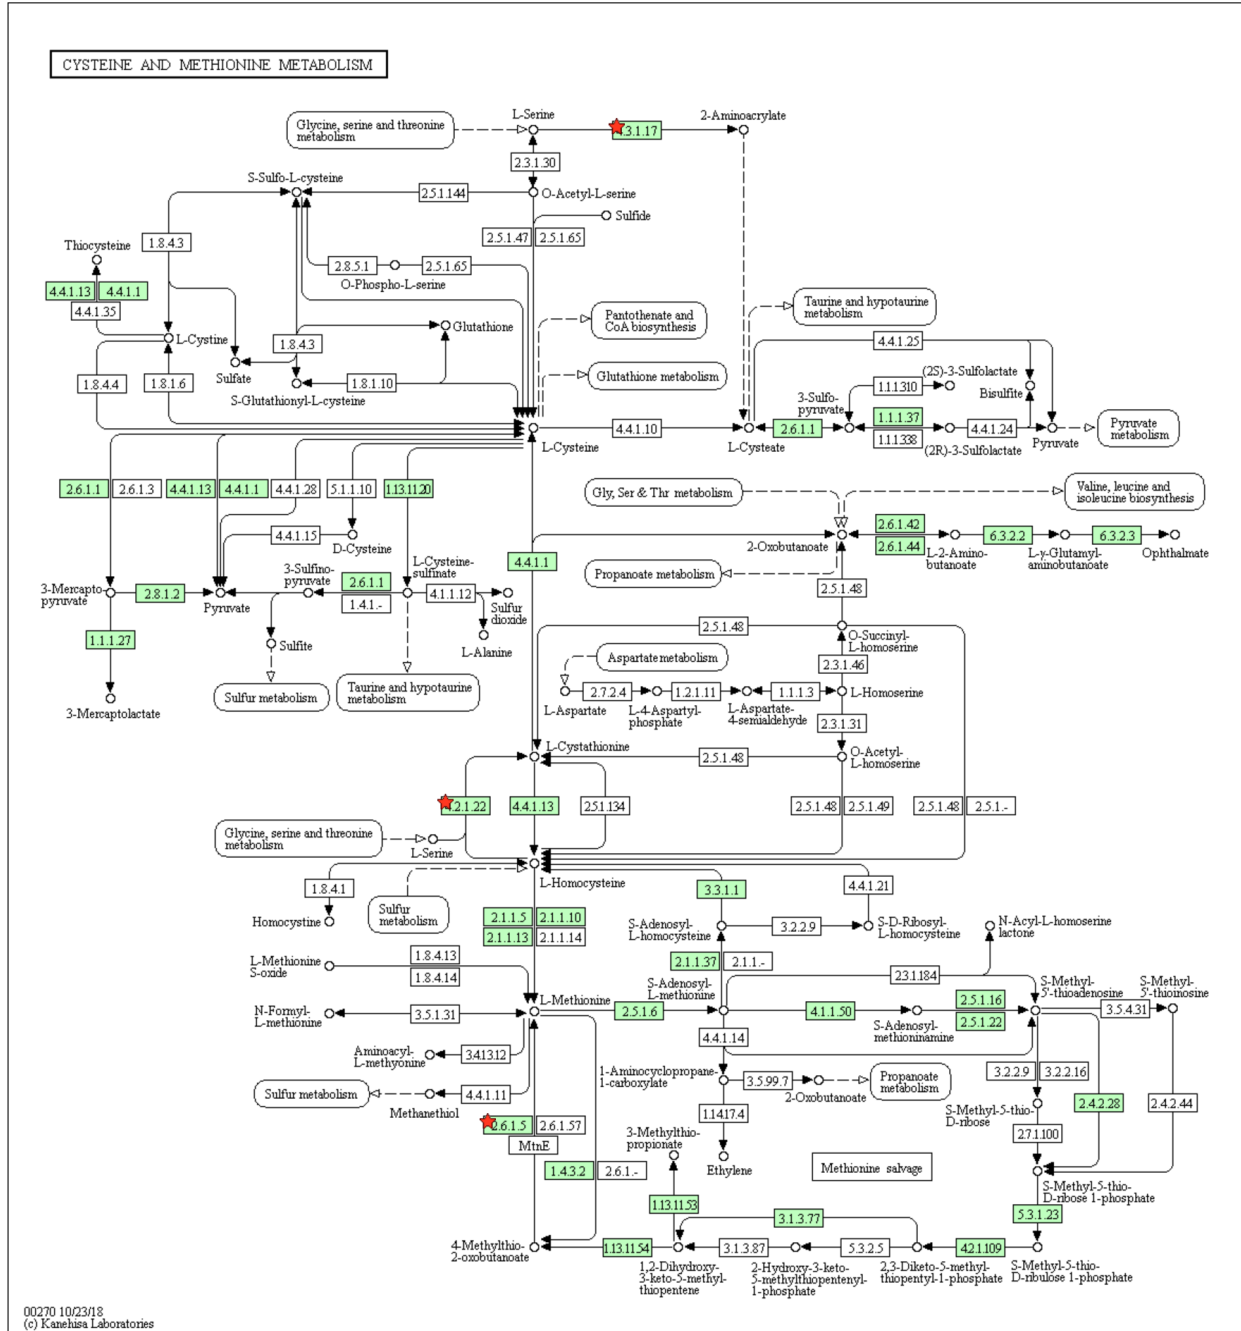 CYSTEINE AND METHIONINE METABOLISM
Glycine, serine and threonine
metabolism
L-Serine
4.3.1.17
2-Aminoacrylate
2.3.1.30
S-Sulfo-L-cysteine
2.5.1.144
O-Acetyl-L-serine
Sulfide
1.8.4.3
2.5.1.47
2.5.1.65
Thiocysteine
2.8.5.1
2.5.1.65
O-Phospho-L-serine
4.4.1.13
4.4.1.1
4.4.1.35
Pantothenate and
CoA biosynthesis
Taurine and hypotaurine
metabolism
Glutathione
L-Cystine
1.8.4.3
4.4.1.25
Sulfate
1.8.4.4
1.8.1.6
1.8.1.10
S-Glutathionyl-L-cysteine
Glutathione metabolism
(2S)-3-Sulfolactate
1.1.1.310
Bisulfite
3-Sulfo-
pyruvate
L-Cysteine
4.4.1.10
L-Cysteate
2.6.1.1
1.1.1.37
1.1.1.338
(2R)-3-Sulfolactate
4.4.1.24
Pyruvate
Pyruvate
metabolism
2.6.1.1
2.6.1.3
4.4.1.13
4.4.1.1
4.4.1.28
5.1.1.10
1.13.11.20
Gly, Ser & Thr metabolism
Valine, leucine and
isoleucine biosynthesis
4.4.1.15
D-Cysteine
2-Oxobutanoate
2.6.1.42
2.6.1.44
L-2-Amino-
butanoate
6.3.2.2
L-γ-Glutamyl-
aminobutanoate
6.3.2.3
Ophthalmate
4.4.1.1
3-Mercapto-
pyruvate
2.8.1.2
Pyruvate
3-Sulfino-
pyruvate
2.6.1.1
1.4.1.-
L-Cysteine-
sulfinate
4.1.1.12
Sulfur
dioxide
Propanoate metabolism
2.5.1.48
1.1.1.27
Sulfite
L-Alanine
2.5.1.48
O-Succinyl-
L-homoserine
Aspartate metabolism
2.3.1.46
Sulfur metabolism
Taurine and hypotaurine
metabolism
3-Mercaptolactate
L-Aspartate
2.7.2.4
L-4-Aspartyl-
phosphate
1.2.1.11
L-Aspartate-
4-semialdehyde
1.1.1.3
L-Homoserine
2.3.1.31
L-Cystathionine
2.5.1.48
O-Acetyl-
L-homoserine
4.2.1.22
4.4.1.13
2.5.1.134
2.5.1.48
2.5.1.49
2.5.1.48
2.5.1.-
Glycine, serine and threonine
metabolism
L-Serine
L-Homocysteine
1.8.4.1
Homocystine
Sulfur
metabolism
3.3.1.1
4.4.1.21
2.1.1.5
2.1.1.10
2.1.1.13
2.1.1.14
S-Adenosyl-
L-homocysteine
3.2.2.9
S-D-Ribosyl-
L-homocysteine
N-Acyl-L-homoserine
lactone
L-Methionine
S-oxide
1.8.4.13
1.8.4.14
2.1.1.37
2.1.1.-
2.3.1.184
S-Adenosyl-
L-methionine
S-Methyl-
5'-thioadenosine
S-Methyl-
5'-thioinosine
N-Formyl-
L-methionine
3.5.1.31
L-Methionine
2.5.1.6
4.1.1.50
S-Adenosyl-
methioninamine
2.5.1.16
2.5.1.22
3.5.4.31
Aminoacyl-
L-methyonine
3.4.13.12
4.4.1.14
1-Aminocyclopropane-
1-carboxylate
3.5.99.7
2-Oxobutanoate
Propanoate
metabolism
3.2.2.9
3.2.2.16
Sulfur metabolism
Methanethiol
4.4.1.11
S-Methyl-5-thio-
D-ribose
2.4.2.28
2.4.2.44
2.6.1.5
2.6.1.57
MtnE
1.14.17.4
2.7.1.100
3-Methylthio-
propionate
Ethylene
Methionine salvage
1.4.3.2
2.6.1.-
S-Methyl-5-thio-
D-ribose 1-phosphate
1.13.11.53
3.1.3.77
5.3.1.23
4-Methylthio-
2-oxobutanoate
1.13.11.54
1,2-Dihydroxy-
3-keto-5-methyl-
thiopentene
3.1.3.87
2-Hydroxy-3-keto-
5-methylthiopentenyl-
1-phosphate
5.3.2.5
2,3-Diketo-5-methyl-
thiopentyl-1-phosphate
4.2.1.109
S-Methyl-5-thio-
D-ribulose 1-phosphate
00270 10/23/18
(c) Kanehisa Laboratories